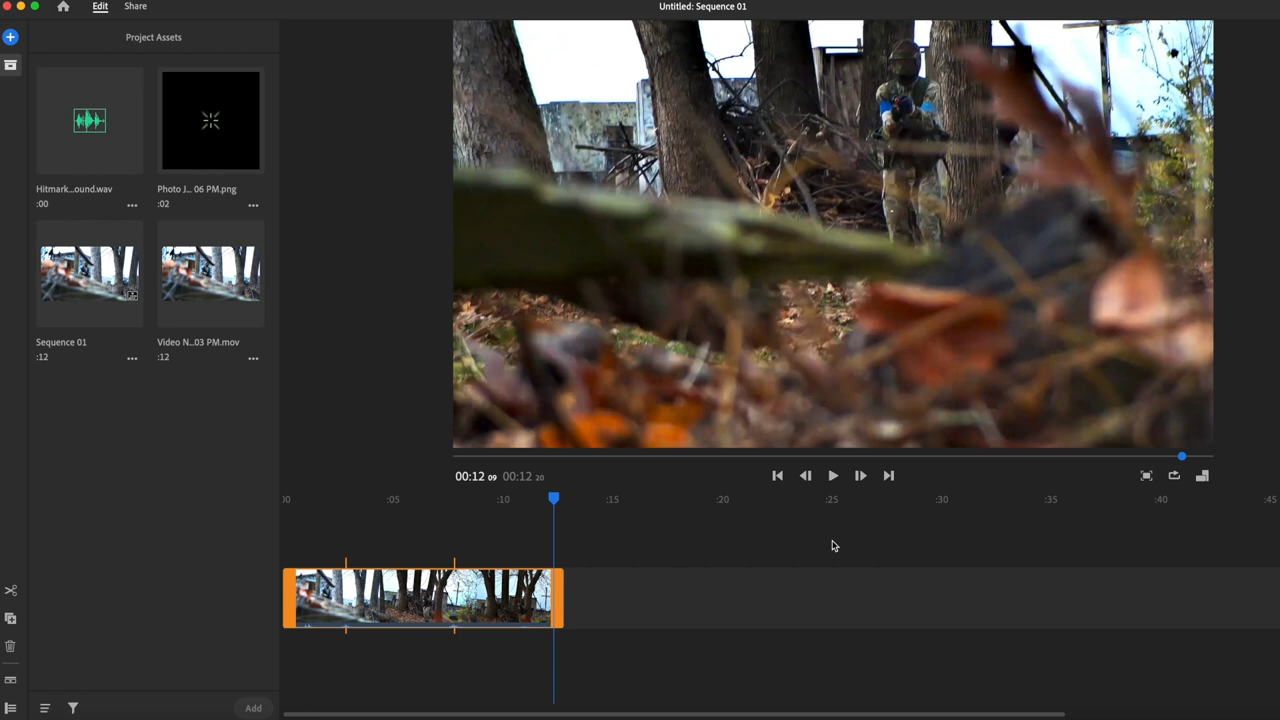 Edit Share Untitled: Sequence 01
Project Assets
Hitmark...ound.wav
:00 ...
Photo J... 06 PM.png
:02 ...
Sequence 01
:12 ...
Video N...03 PM.mov
:12 ...
Add
00:12 09 00:12 20
:00 :05 :10 :15 :20 :25 :30 :35 :40 :45